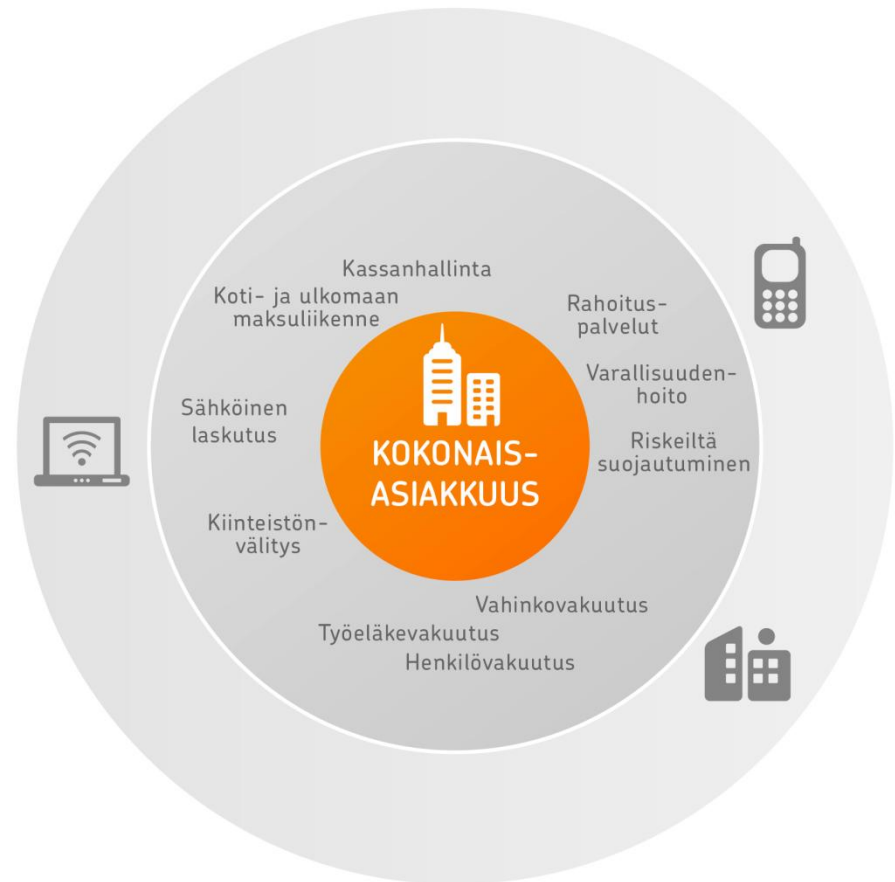 Kassanhallinta
Koti- ja ulkomaan
maksuliikenne
Rahoitus-
palvelut
Varallisuuden-
hoito
Sähköinen
laskutus
KOKONAIS-
ASIAKKUUS
Riskeiltä
suojautuminen
Kiinteistön-
välitys
Vahinkovakuutus
Työeläkevakuutus
Henkilövakuutus